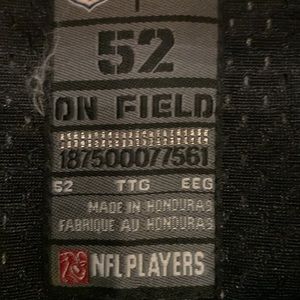 52
ON FIELD
187500077561
52 TTG EEG
MADE IN HONDURAS
FABRIQUE AU HONDURAS
NFL PLAYERS